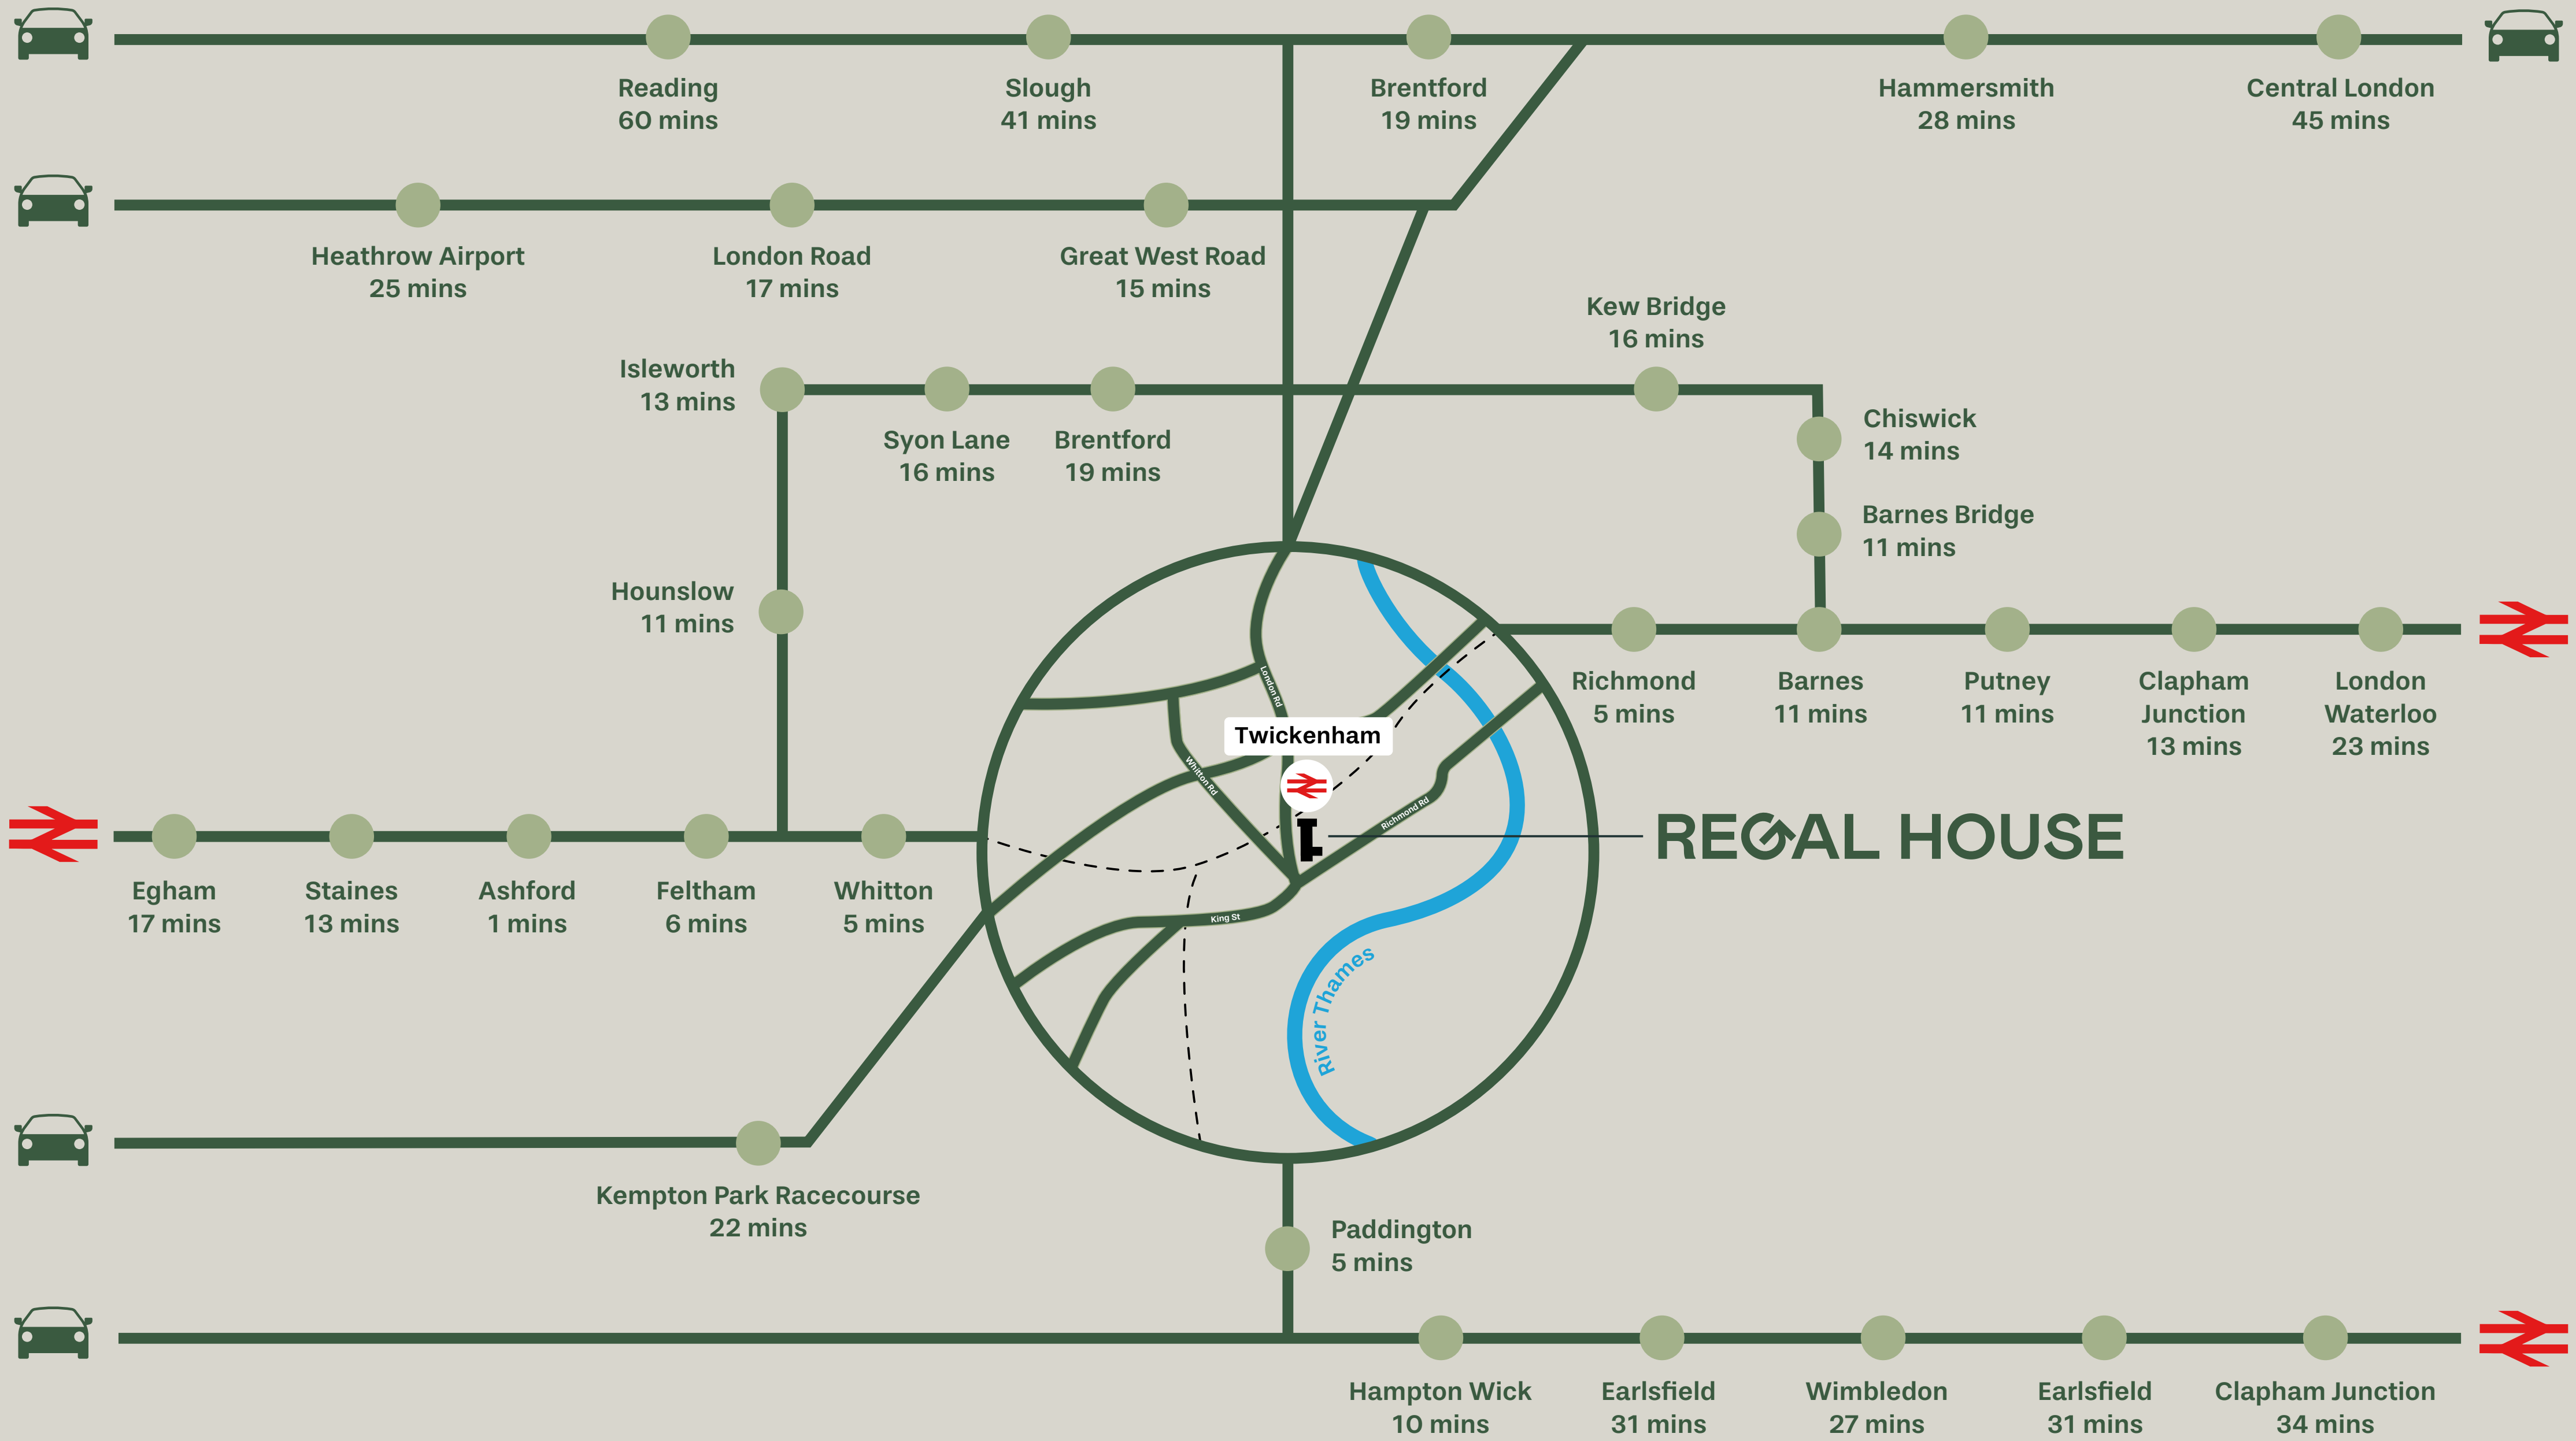 Reading
60 mins
Slough
41 mins
Brentford
19 mins
Hammersmith
28 mins
Central London
45 mins
Heathrow Airport
25 mins
London Road
17 mins
Great West Road
15 mins
Kew Bridge
16 mins
Isleworth
13 mins
Syon Lane
16 mins
Brentford
19 mins
Chiswick
14 mins
Barnes Bridge
11 mins
Hounslow
11 mins
Richmond
5 mins
Barnes
11 mins
Putney
11 mins
Clapham
Junction
13 mins
London
Waterloo
23 mins
London Rd
Twickenham
Whitton Rd
Richmond Rd
REGAL HOUSE
Egham
17 mins
Staines
13 mins
Ashford
1 mins
Feltham
6 mins
Whitton
5 mins
King St
River Thames
Kempton Park Racecourse
22 mins
Paddington
5 mins
Hampton Wick
10 mins
Earlsfield
31 mins
Wimbledon
27 mins
Earlsfield
31 mins
Clapham Junction
34 mins